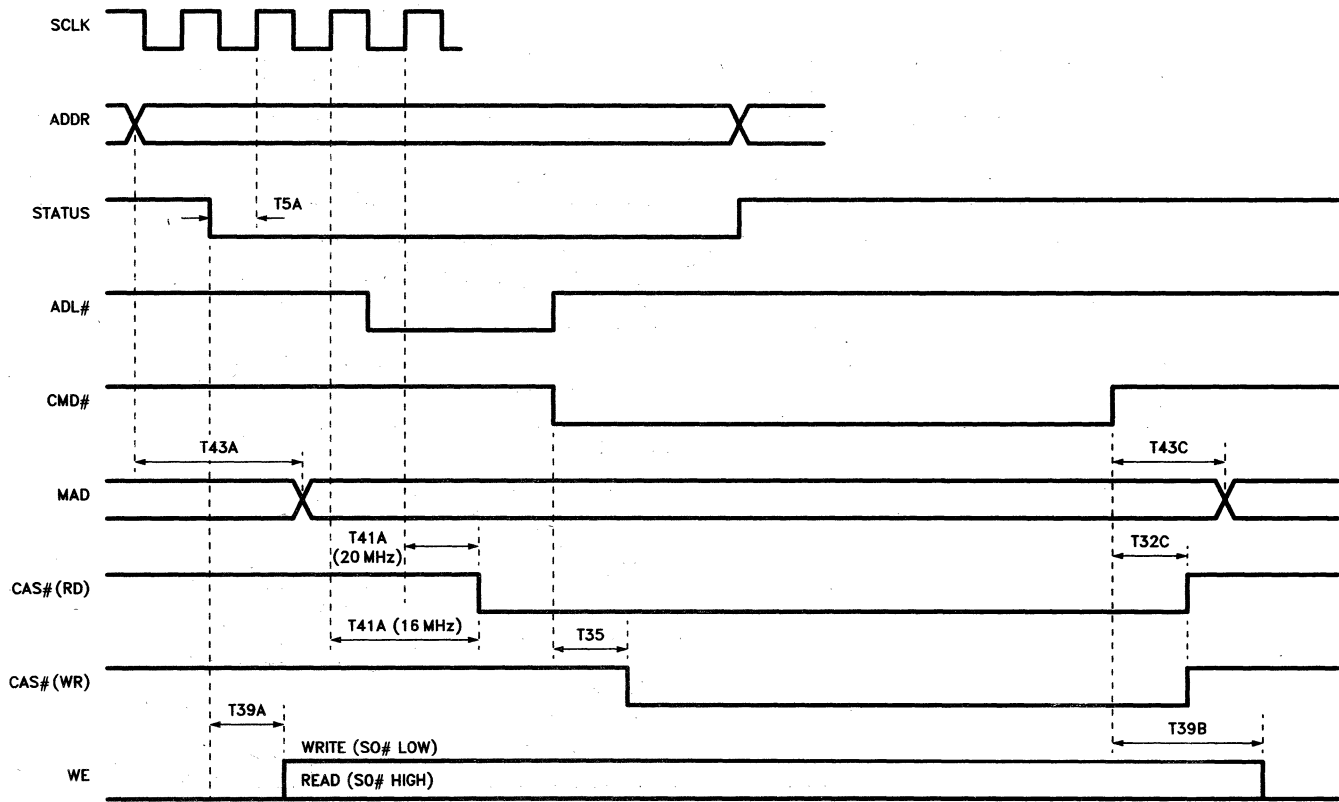 SCLK
ADDR
STATUS
T5A
ADL#
CMD#
T43A
T43C
MAD
T41A
(20 MHz)
T32C
CAS#(RD)
T41A (16 MHz)
T35
CAS#(WR)
T39A
T39B
WRITE (S0# LOW)
WE
READ (S0# HIGH)